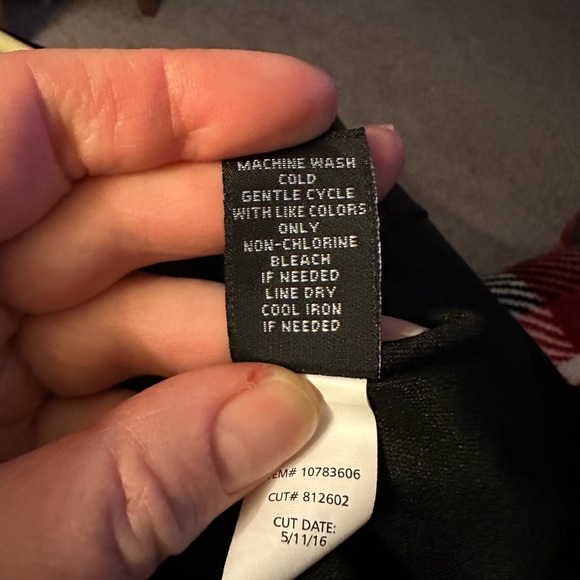 MACHINE WASH
COLD
GENTLE CYCLE
WITH LIKE COLORS
ONLY
NON-CHLORINE
BLEACH
IF NEEDED
LINE DRY
COOL IRON
IF NEEDED
EM# 10783606
CUT# 812602
CUT DATE:
5/11/16